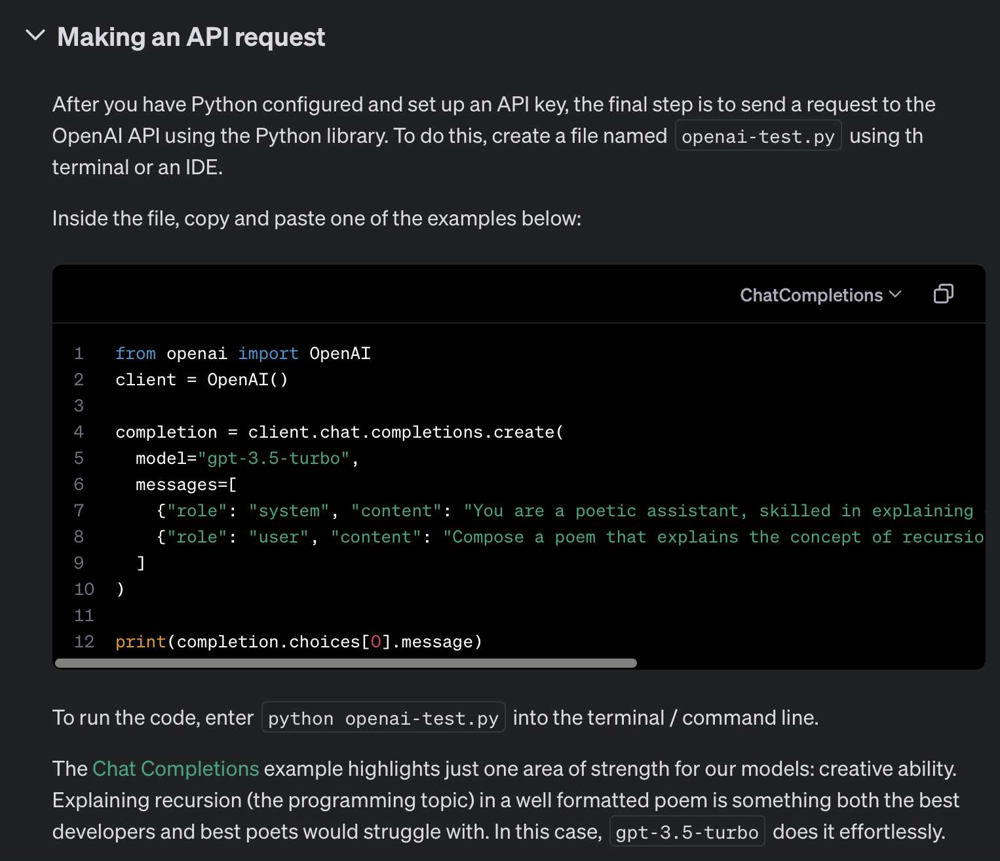 Making an API request
After you have Python configured and set up an API key, the final step is to send a request to the
OpenAI API using the Python library. To do this, create a file named openai-test.py using th
terminal or an IDE.
Inside the file, copy and paste one of the examples below:
ChatCompletions
1 from openai import OpenAI
2 client = OpenAI()
3
4 completion = client.chat.completions.create(
5   model="gpt-3.5-turbo",
6   messages=[
7     {"role": "system", "content": "You are a poetic assistant, skilled in explaining
8     {"role": "user", "content": "Compose a poem that explains the concept of recursio
9   ]
10 )
11
12 print(completion.choices[0].message)
To run the code, enter python openai-test.py into the terminal / command line.
The Chat Completions example highlights just one area of strength for our models: creative ability.
Explaining recursion (the programming topic) in a well formatted poem is something both the best
developers and best poets would struggle with. In this case, gpt-3.5-turbo does it effortlessly.